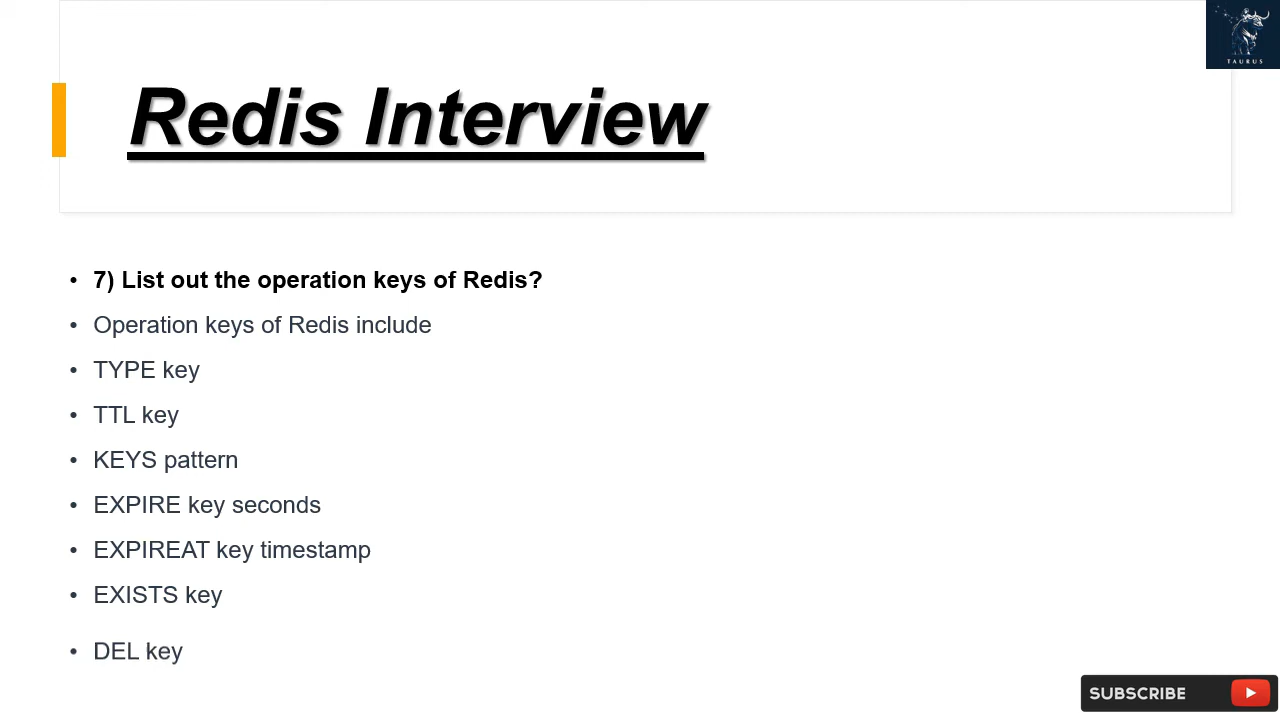 TAURUS
Redis Interview
• 7) List out the operation keys of Redis?
• Operation keys of Redis include
• TYPE key
• TTL key
• KEYS pattern
• EXPIRE key seconds
• EXPIREAT key timestamp
• EXISTS key
• DEL key
SUBSCRIBE